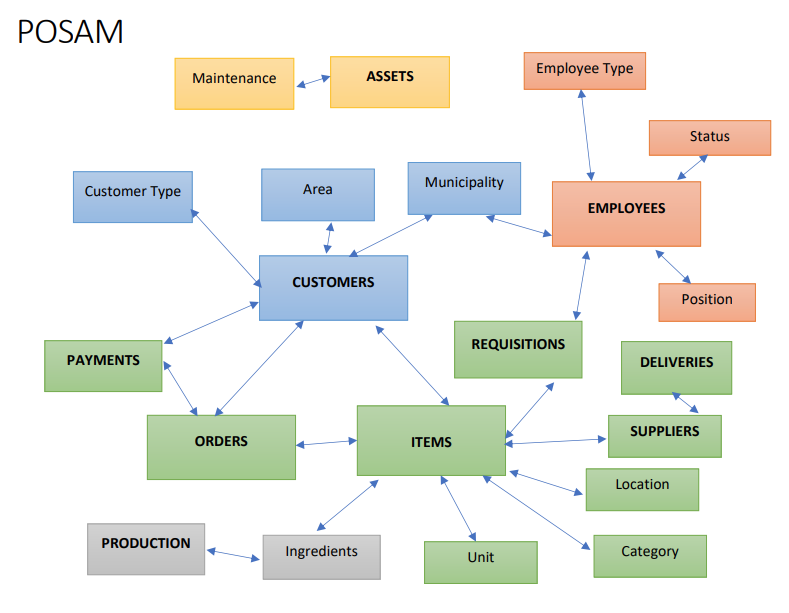 POSAM
Maintenance
ASSETS
Employee Type
Status
Customer Type
Area
Municipality
EMPLOYEES
CUSTOMERS
Position
PAYMENTS
REQUISITIONS
DELIVERIES
ORDERS
ITEMS
SUPPLIERS
Location
PRODUCTION
Ingredients
Unit
Category